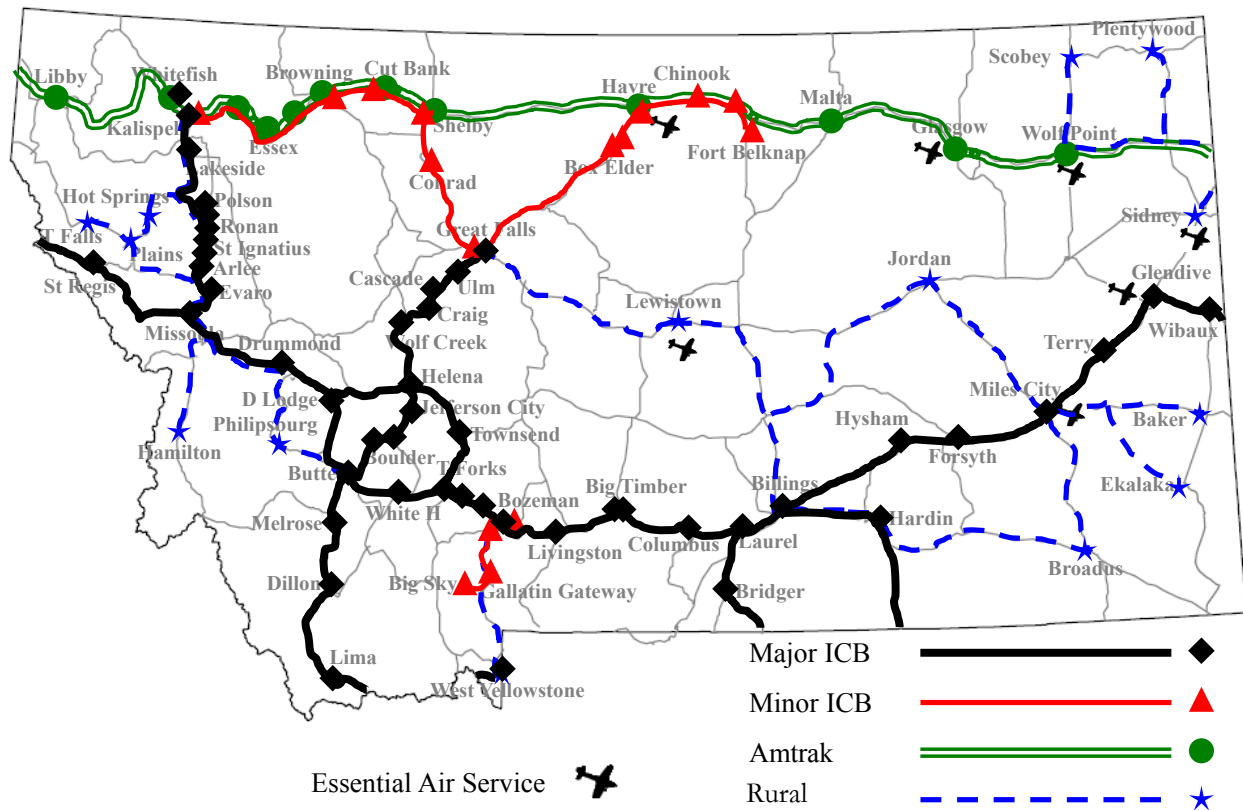 Plentywood
Scobey
Libby
Whitefish
Browning
Cut Bank
Havre
Chinook
Malta
Glasgow
Wolf Point
Kalispel
Essex
Shelby
Box Elder
Fort Belknap
Lakeside
Conrad
Hot Springs
Polson
Ronan
T Falls
Plains
St Ignatius
Great Falls
Sidney
St Regis
Arlee
Evaro
Cascade
Ulm
Jordan
Glendive
Missoula
Craig
Lewistown
Wibaux
Drummond
Wolf Creek
Terry
D Lodge
Helena
Miles City
Philipsburg
Jefferson City
Hysham
Baker
Hamilton
Townsend
Forsyth
Butte
Boulder
T Forks
Big Timber
Billings
Ekalaka
Melrose
White H
Bozeman
Hardin
Livingston
Columbus
Laurel
Broadus
Dillon
Big Sky
Gallatin Gateway
Bridger
Lima
West Yellowstone
Major ICB
Minor ICB
Amtrak
Essential Air Service
Rural